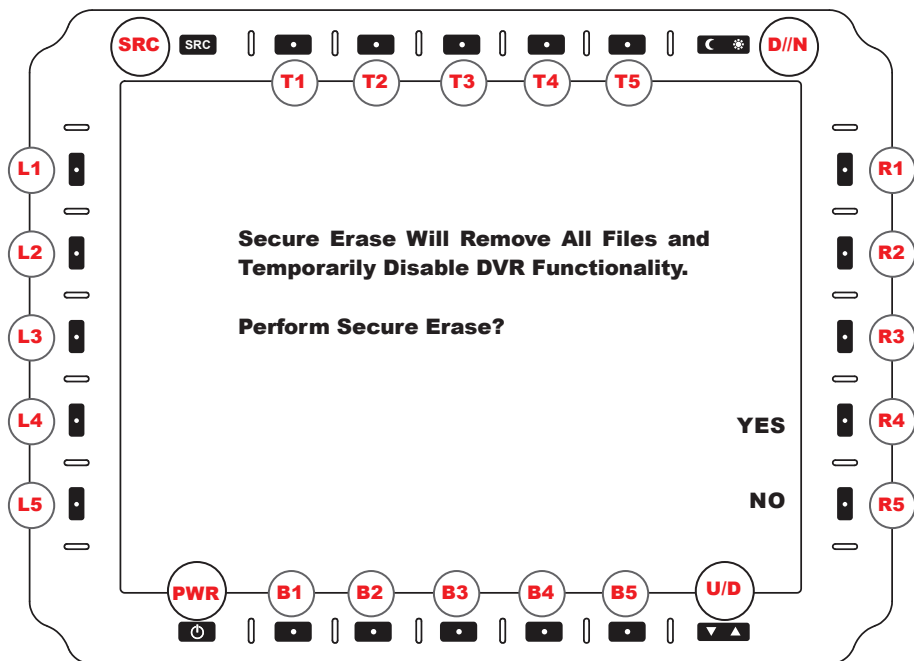 SRC SRC D//N
T1 T2 T3 T4 T5
L1 R1
L2 R2
Secure Erase Will Remove All Files and
Temporarily Disable DVR Functionality.
Perform Secure Erase?
L3 R3
L4 YES R4
L5 NO R5
PWR B1 B2 B3 B4 B5 U/D